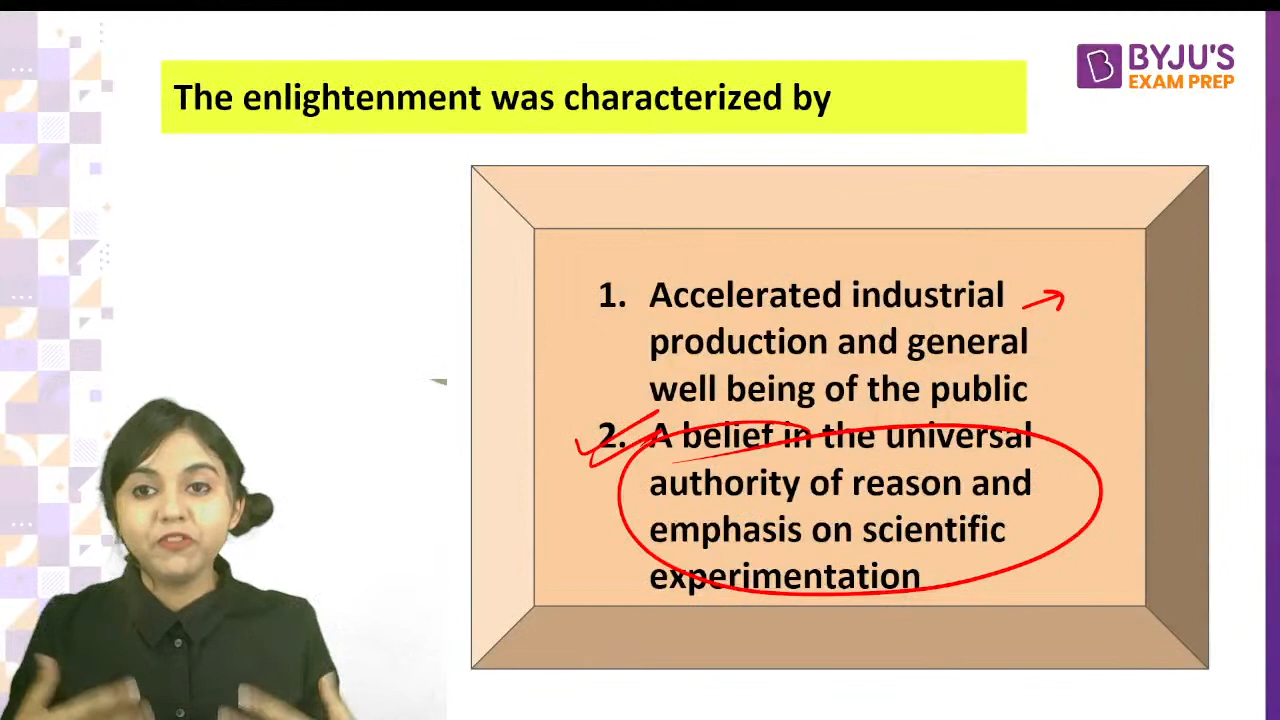 BYJU'S
EXAM PREP
The enlightenment was characterized by
1. Accelerated industrial
production and general
well being of the public
2. A belief in the universal
authority of reason and
emphasis on scientific
experimentation